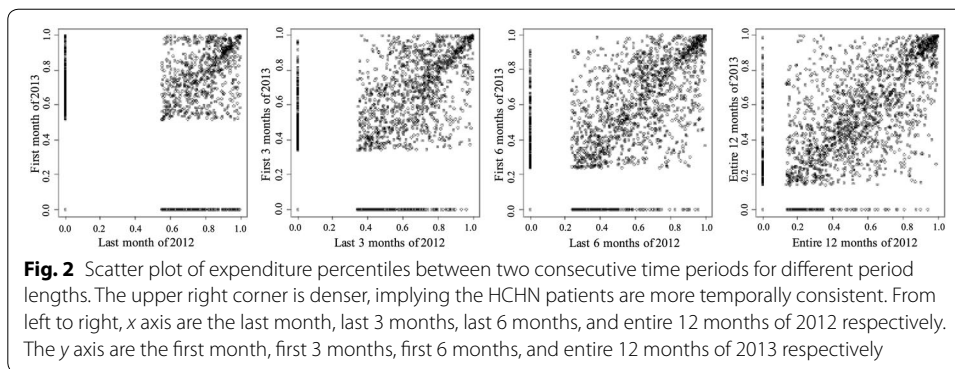 First month of 2013
0.0 0.2 0.4 0.6 0.8 1.0
0.0 0.2 0.4 0.6 0.8 1.0
Last month of 2012
First 3 months of 2013
0.0 0.2 0.4 0.6 0.8 1.0
0.0 0.2 0.4 0.6 0.8 1.0
Last 3 months of 2012
First 6 months of 2013
0.0 0.2 0.4 0.6 0.8 1.0
0.0 0.2 0.4 0.6 0.8 1.0
Last 6 months of 2012
Entire 12 months of 2013
0.0 0.2 0.4 0.6 0.8 1.0
0.0 0.2 0.4 0.6 0.8 1.0
Entire 12 months of 2012
Fig. 2 Scatter plot of expenditure percentiles between two consecutive time periods for different period
lengths. The upper right corner is denser, implying the HCHN patients are more temporally consistent. From
left to right, x axis are the last month, last 3 months, last 6 months, and entire 12 months of 2012 respectively.
The y axis are the first month, first 3 months, first 6 months, and entire 12 months of 2013 respectively